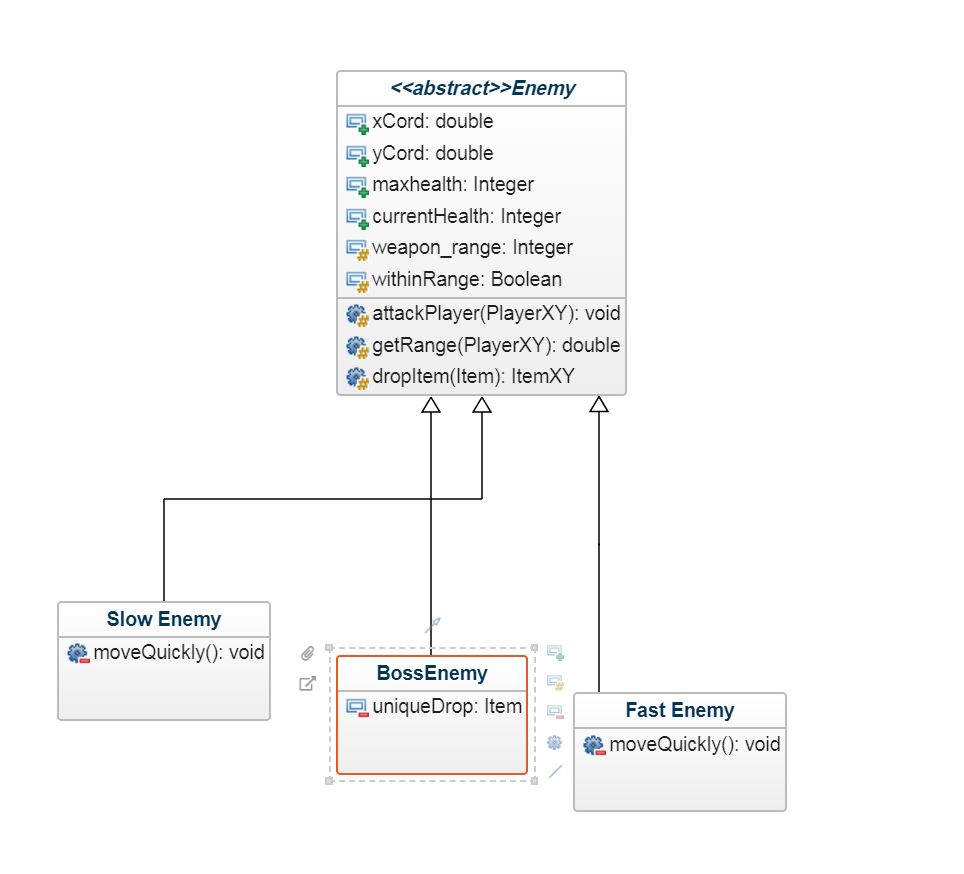 <<abstract>>Enemy
xCord: double
yCord: double
maxhealth: Integer
currentHealth: Integer
weapon_range: Integer
withinRange: Boolean
attackPlayer(PlayerXY): void
getRange(PlayerXY): double
dropItem(Item): ItemXY
Slow Enemy
moveQuickly(): void
BossEnemy
uniqueDrop: Item
Fast Enemy
moveQuickly(): void